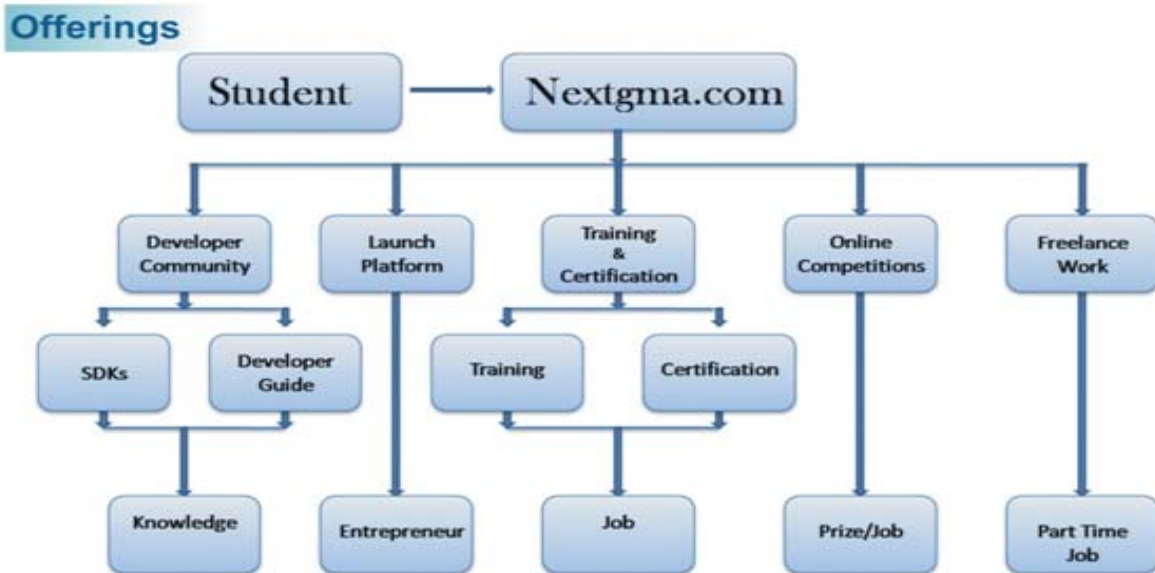 Offerings
Student
Nextgma.com
Developer
Community
Launch
Platform
Training
&
Certification
Online
Competitions
Freelance
Work
SDKs
Developer
Guide
Training
Certification
Knowledge
Entrepreneur
Job
Prize/Job
Part Time
Job